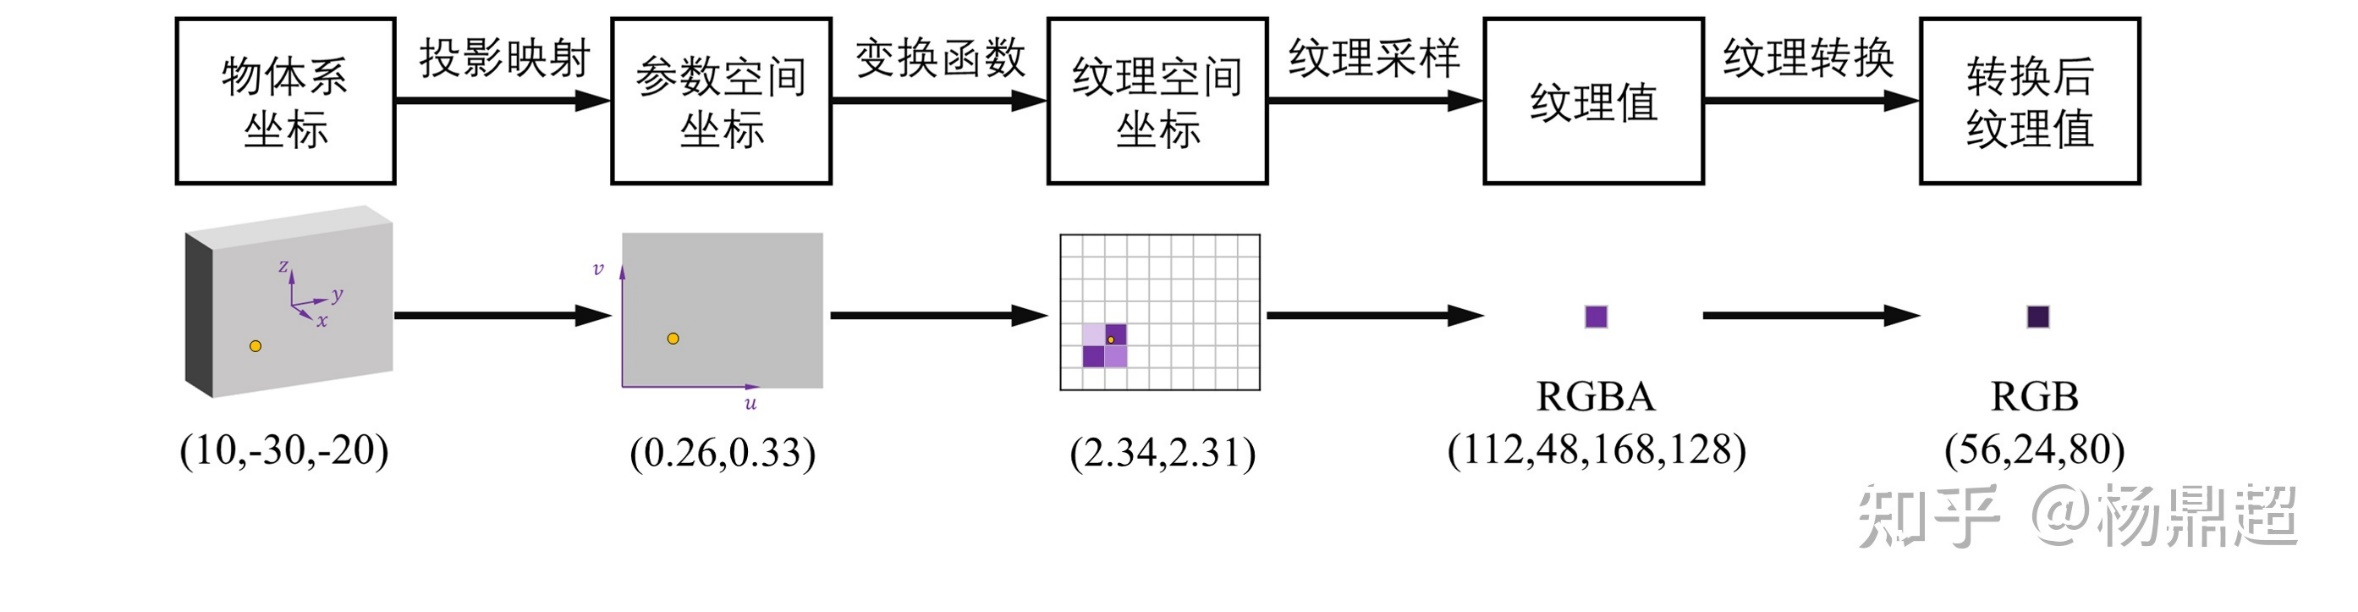 物体系
坐标
投影映射
参数空间
坐标
变换函数
纹理空间
坐标
纹理采样
纹理值
纹理转换
转换后
纹理值
z
y
x
v
u
RGBA
RGB
(10,-30,-20)
(0.26,0.33)
(2.34,2.31)
(112,48,168,128)
(56,24,80)
知乎 @杨鼎超